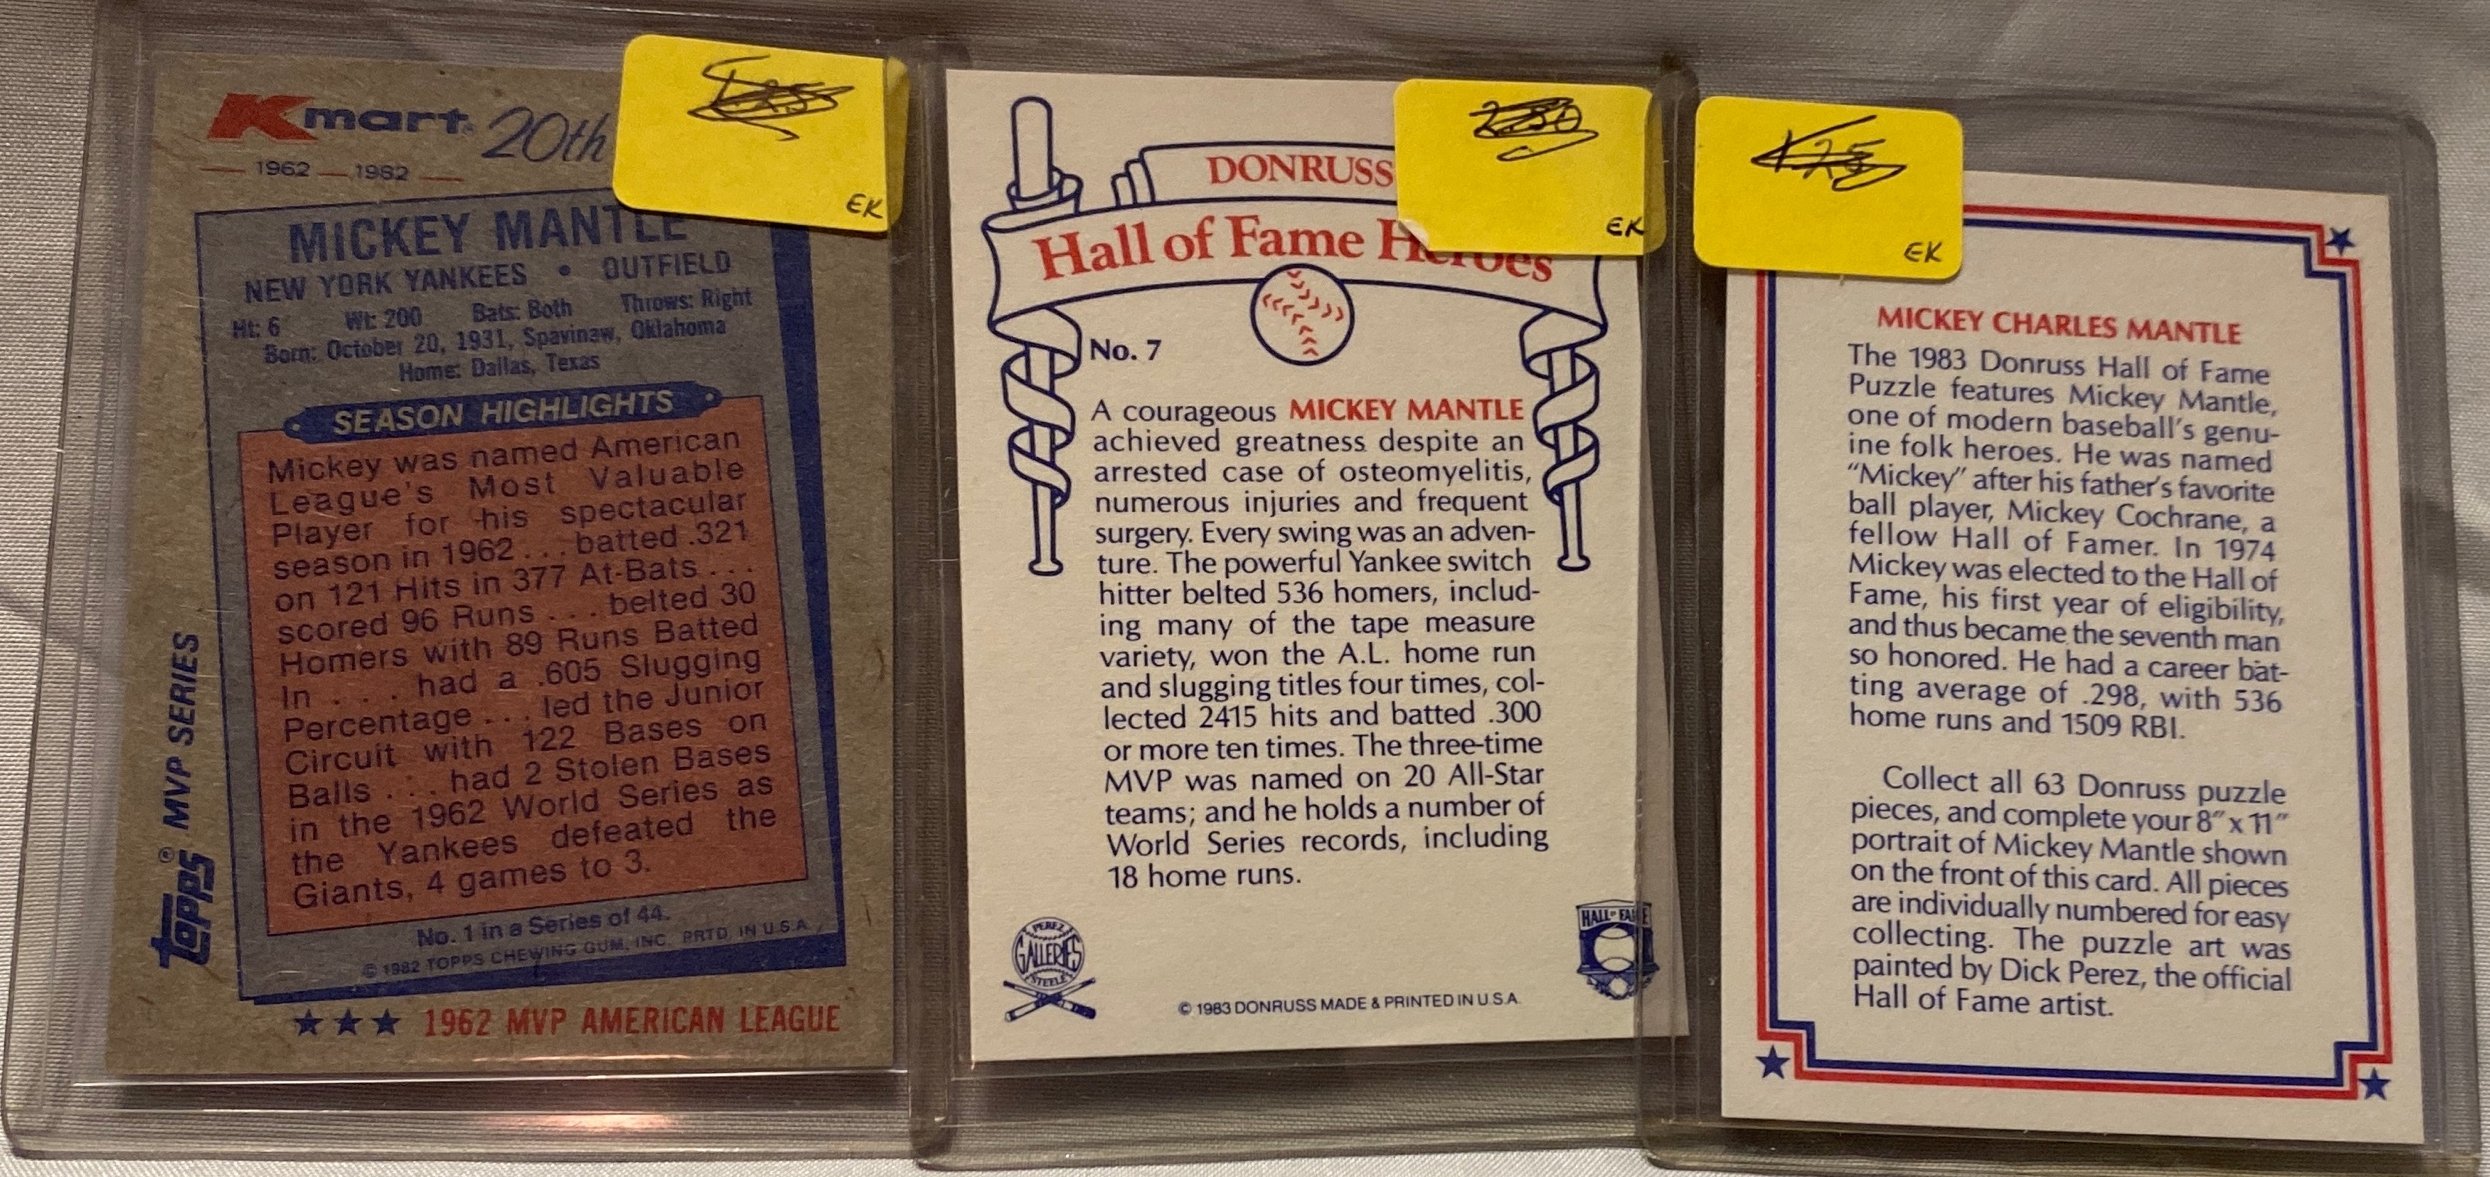 Kmart 20th
1962 1982
EK
MICKEY MANTLE
NEW YORK YANKEES • OUTFIELD
Ht: 6 Wt: 200 Bats: Both Throws: Right
Born: October 20, 1931, Spavinaw, Oklahoma
Home: Dallas, Texas
SEASON HIGHLIGHTS
Mickey was named American
League's Most Valuable
Player for his spectacular
season in 1962 . . . batted .321
on 121 Hits in 377 At-Bats . . .
scored 96 Runs . . . belted 30
Homers with 89 Runs Batted
In . . . had a .605 Slugging
Percentage . . . led the Junior
Circuit with 122 Bases on
Balls . . . had 2 Stolen Bases
in the 1962 World Series as
the Yankees defeated the
Giants, 4 games to 3.
No. 1 in a Series of 44.
© 1982 TOPPS CHEWING GUM, INC. PRTD. IN U.S.A.
1962 MVP AMERICAN LEAGUE
Topps® MVP SERIES
2.50
EK
DONRUSS
Hall of Fame Heroes
No. 7
A courageous MICKEY MANTLE
achieved greatness despite an
arrested case of osteomyelitis,
numerous injuries and frequent
surgery. Every swing was an adven-
ture. The powerful Yankee switch
hitter belted 536 homers, includ-
ing many of the tape measure
variety, won the A.L. home run
and slugging titles four times, col-
lected 2415 hits and batted .300
or more ten times. The three-time
MVP was named on 20 All-Star
teams; and he holds a number of
World Series records, including
18 home runs.
PEREZ
GALLERIES
STEELE
HALL OF FAME
© 1983 DONRUSS MADE & PRINTED IN U.S.A.
1.25
EK
MICKEY CHARLES MANTLE
The 1983 Donruss Hall of Fame
Puzzle features Mickey Mantle,
one of modern baseball's genu-
ine folk heroes. He was named
"Mickey" after his father's favorite
ball player, Mickey Cochrane, a
fellow Hall of Famer. In 1974
Mickey was elected to the Hall of
Fame, his first year of eligibility,
and thus became the seventh man
so honored. He had a career bat-
ting average of .298, with 536
home runs and 1509 RBI.
Collect all 63 Donruss puzzle
pieces, and complete your 8" x 11"
portrait of Mickey Mantle shown
on the front of this card. All pieces
are individually numbered for easy
collecting. The puzzle art was
painted by Dick Perez, the official
Hall of Fame artist.